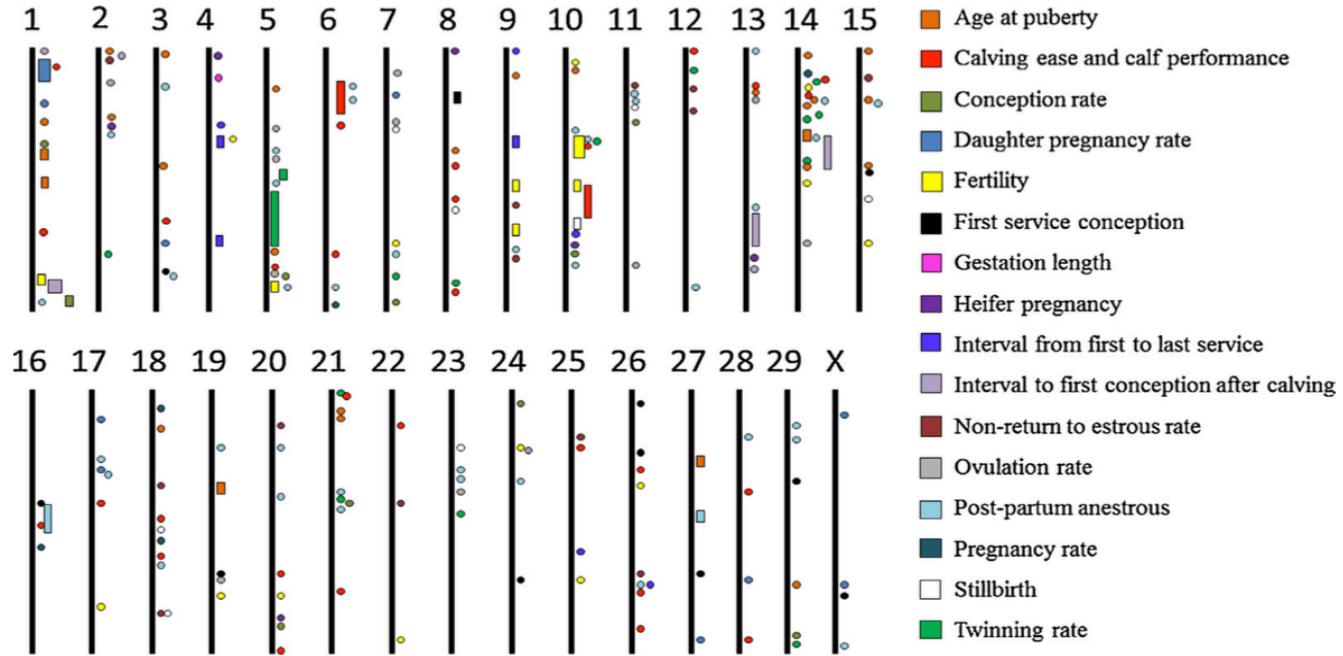 1 2 3 4 5 6 7 8 9 10 11 12 13 14 15
16 17 18 19 20 21 22 23 24 25 26 27 28 29 X
Age at puberty
Calving ease and calf performance
Conception rate
Daughter pregnancy rate
Fertility
First service conception
Gestation length
Heifer pregnancy
Interval from first to last service
Interval to first conception after calving
Non-return to estrous rate
Ovulation rate
Post-partum anestrous
Pregnancy rate
Stillbirth
Twinning rate